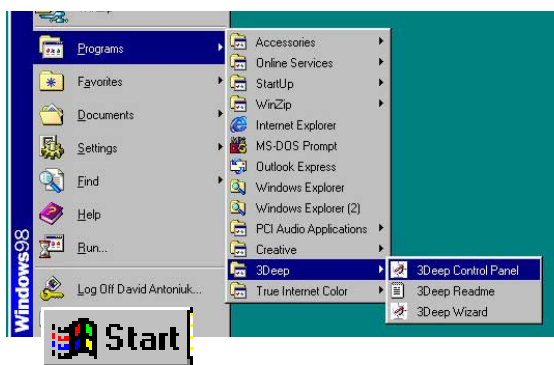 Programs
Favorites
Documents
Settings
Find
Help
Run...
Log Off David Antoniuk...
Windows98
Start
Accessories
Online Services
StartUp
WinZip
Internet Explorer
MS-DOS Prompt
Outlook Express
Windows Explorer
Windows Explorer (2)
PCI Audio Applications
Creative
3Deep
True Internet Color
3Deep Control Panel
3Deep Readme
3Deep Wizard